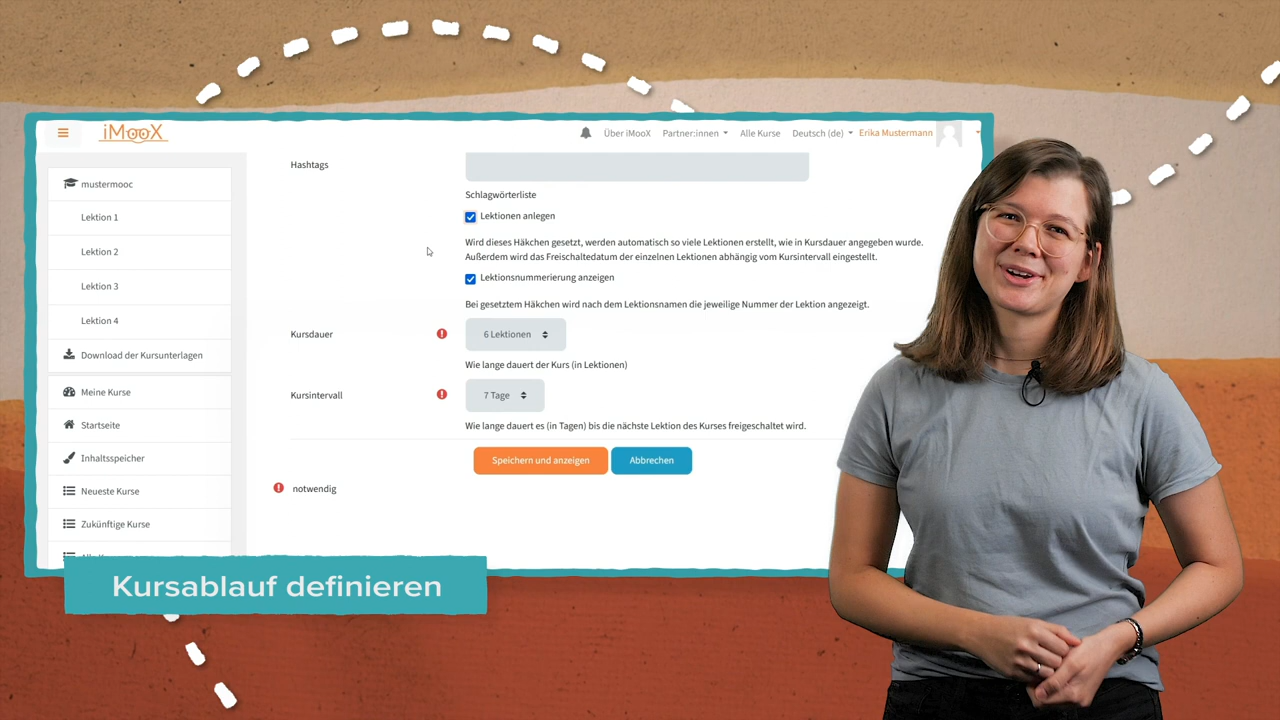 iMooX
Über iMooX Partner:innen Alle Kurse Deutsch (de) Erika Mustermann
mustermooc
Lektion 1
Lektion 2
Lektion 3
Lektion 4
Download der Kursunterlagen
Meine Kurse
Startseite
Inhaltsspeicher
Neueste Kurse
Zukünftige Kurse
Hashtags
Schlagwörterliste
Lektionen anlegen
Wird dieses Häkchen gesetzt, werden automatisch so viele Lektionen erstellt, wie in Kursdauer angegeben wurde.
Außerdem wird das Freischaltedatum der einzelnen Lektionen abhängig vom Kursintervall eingestellt.
Lektionsnummerierung anzeigen
Bei gesetztem Häkchen wird nach dem Lektionsnamen die jeweilige Nummer der Lektion angezeigt.
Kursdauer
6 Lektionen
Wie lange dauert der Kurs (in Lektionen)
Kursintervall
7 Tage
Wie lange dauert es (in Tagen) bis die nächste Lektion des Kurses freigeschaltet wird.
Speichern und anzeigen
Abbrechen
notwendig
Kursablauf definieren